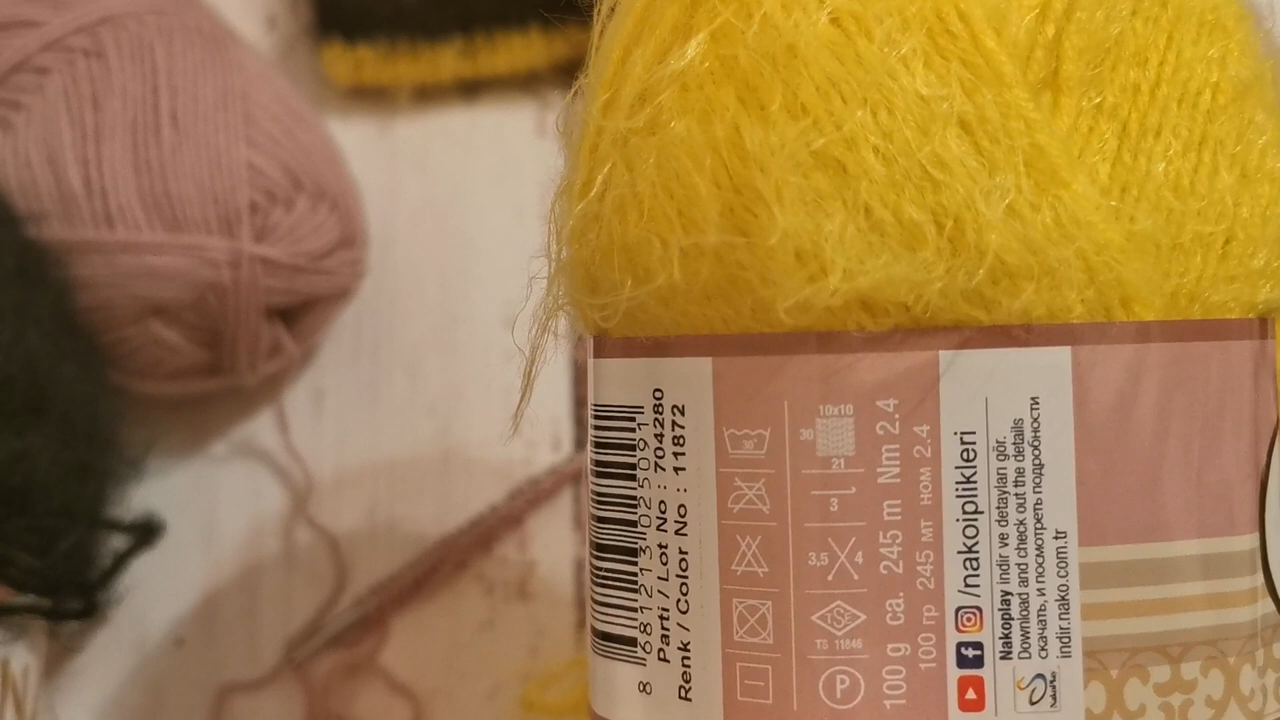 8 681213 025091
Parti / Lot No : 704280
Renk / Color No : 11872
30°
10x10
30
21
3
3,5 4
TSE
TS 11846
P
100 g ca. 245 m Nm 2.4
100 гр 245 мт ном 2.4
/nakoiplikleri
Nakoplay indir ve detayları gör.
Download and check out the details
скачать, и посмотреть подробности
indir.nako.com.tr
NakoPlay